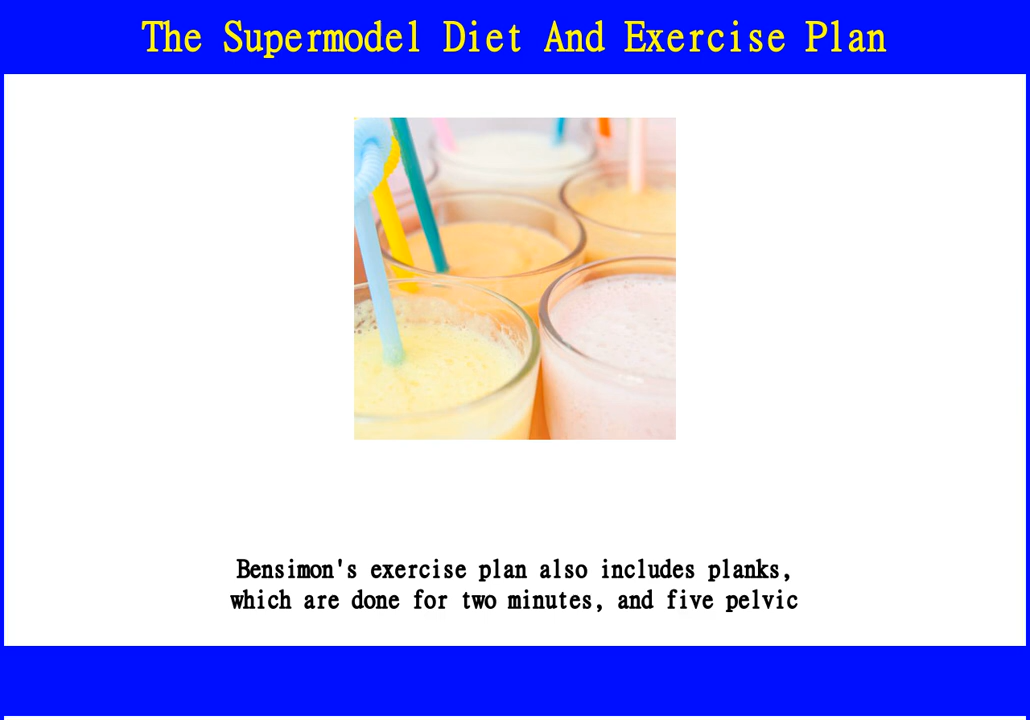 The Supermodel Diet And Exercise Plan
Bensimon's exercise plan also includes planks,
which are done for two minutes, and five pelvic